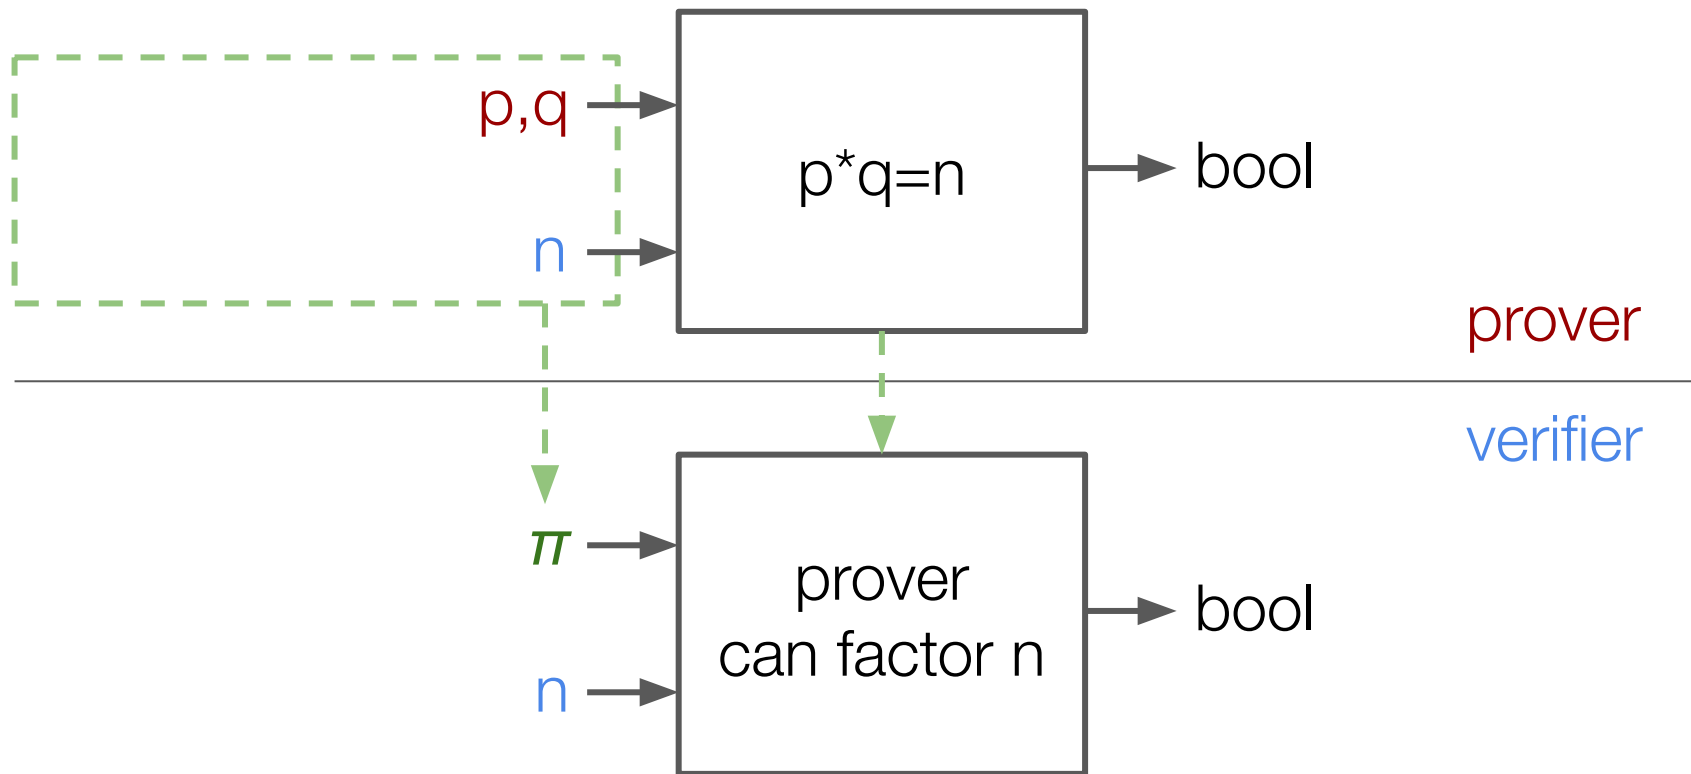 p,q
p*q=n
bool
n
prover
verifier
π
prover
can factor n
bool
n